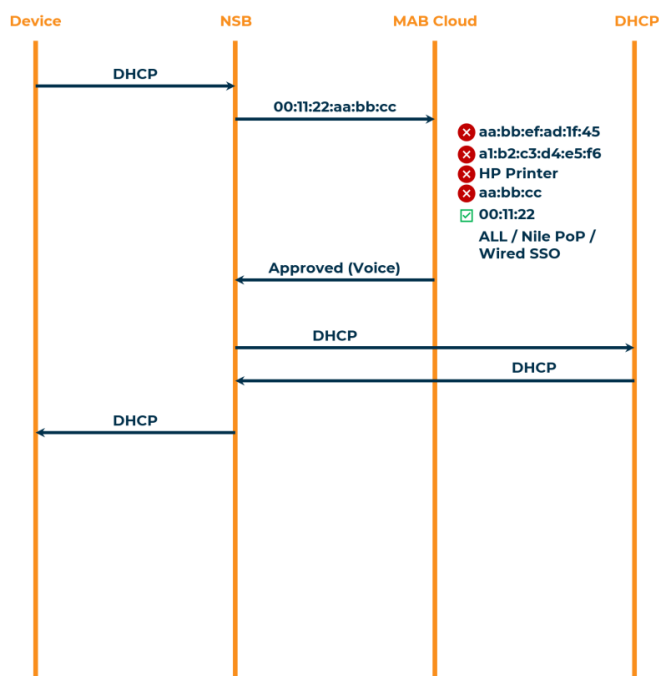 Device
NSB
MAB Cloud
DHCP
DHCP
00:11:22:aa:bb:cc
aa:bb:ef:ad:1f:45
a1:b2:c3:d4:e5:f6
HP Printer
aa:bb:cc
00:11:22
ALL / Nile PoP /
Wired SSO
Approved (Voice)
DHCP
DHCP
DHCP